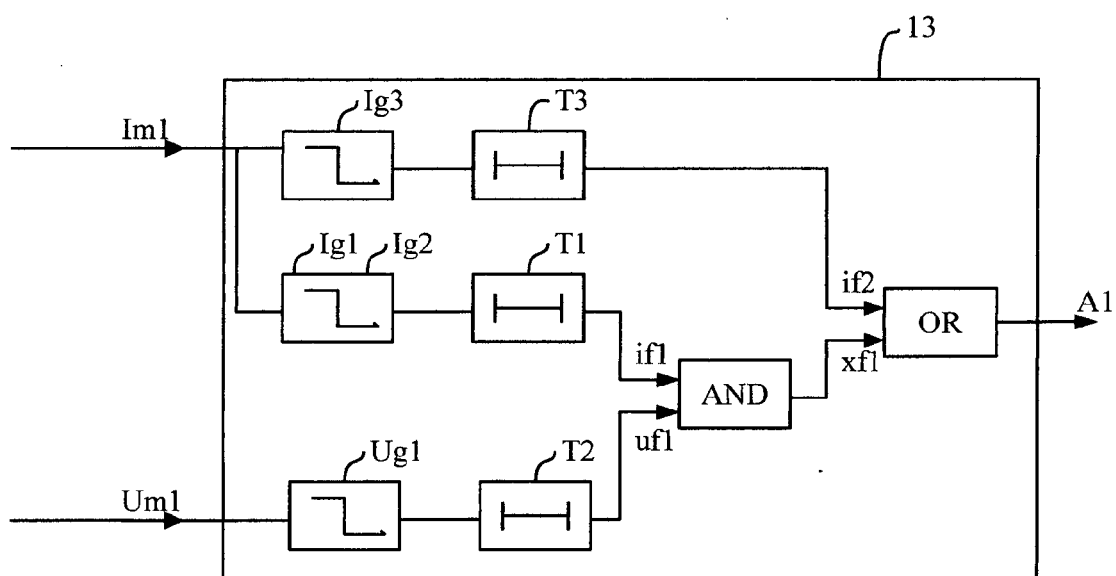 13
Ig3 T3
Im1
Ig1 Ig2 T1
if2
A1
OR
if1 xf1
AND
uf1
Ug1 T2
Um1